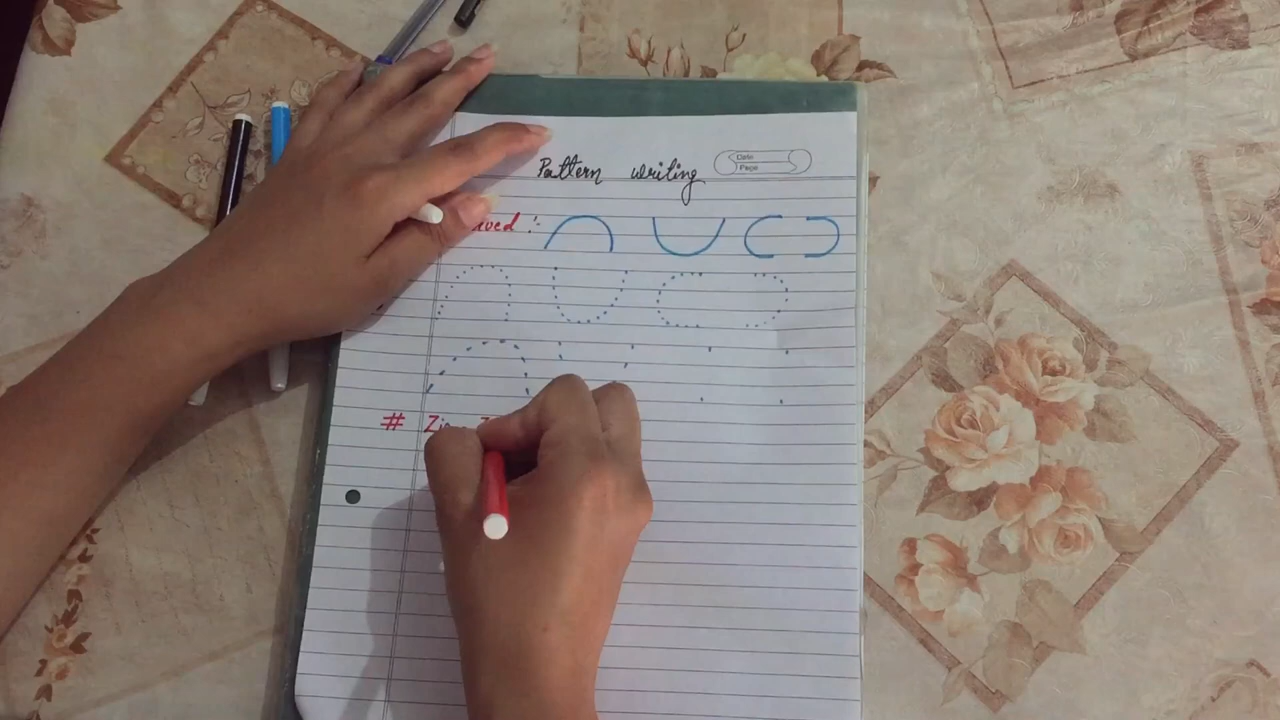 Pattern writing
Date
Page
:-
#